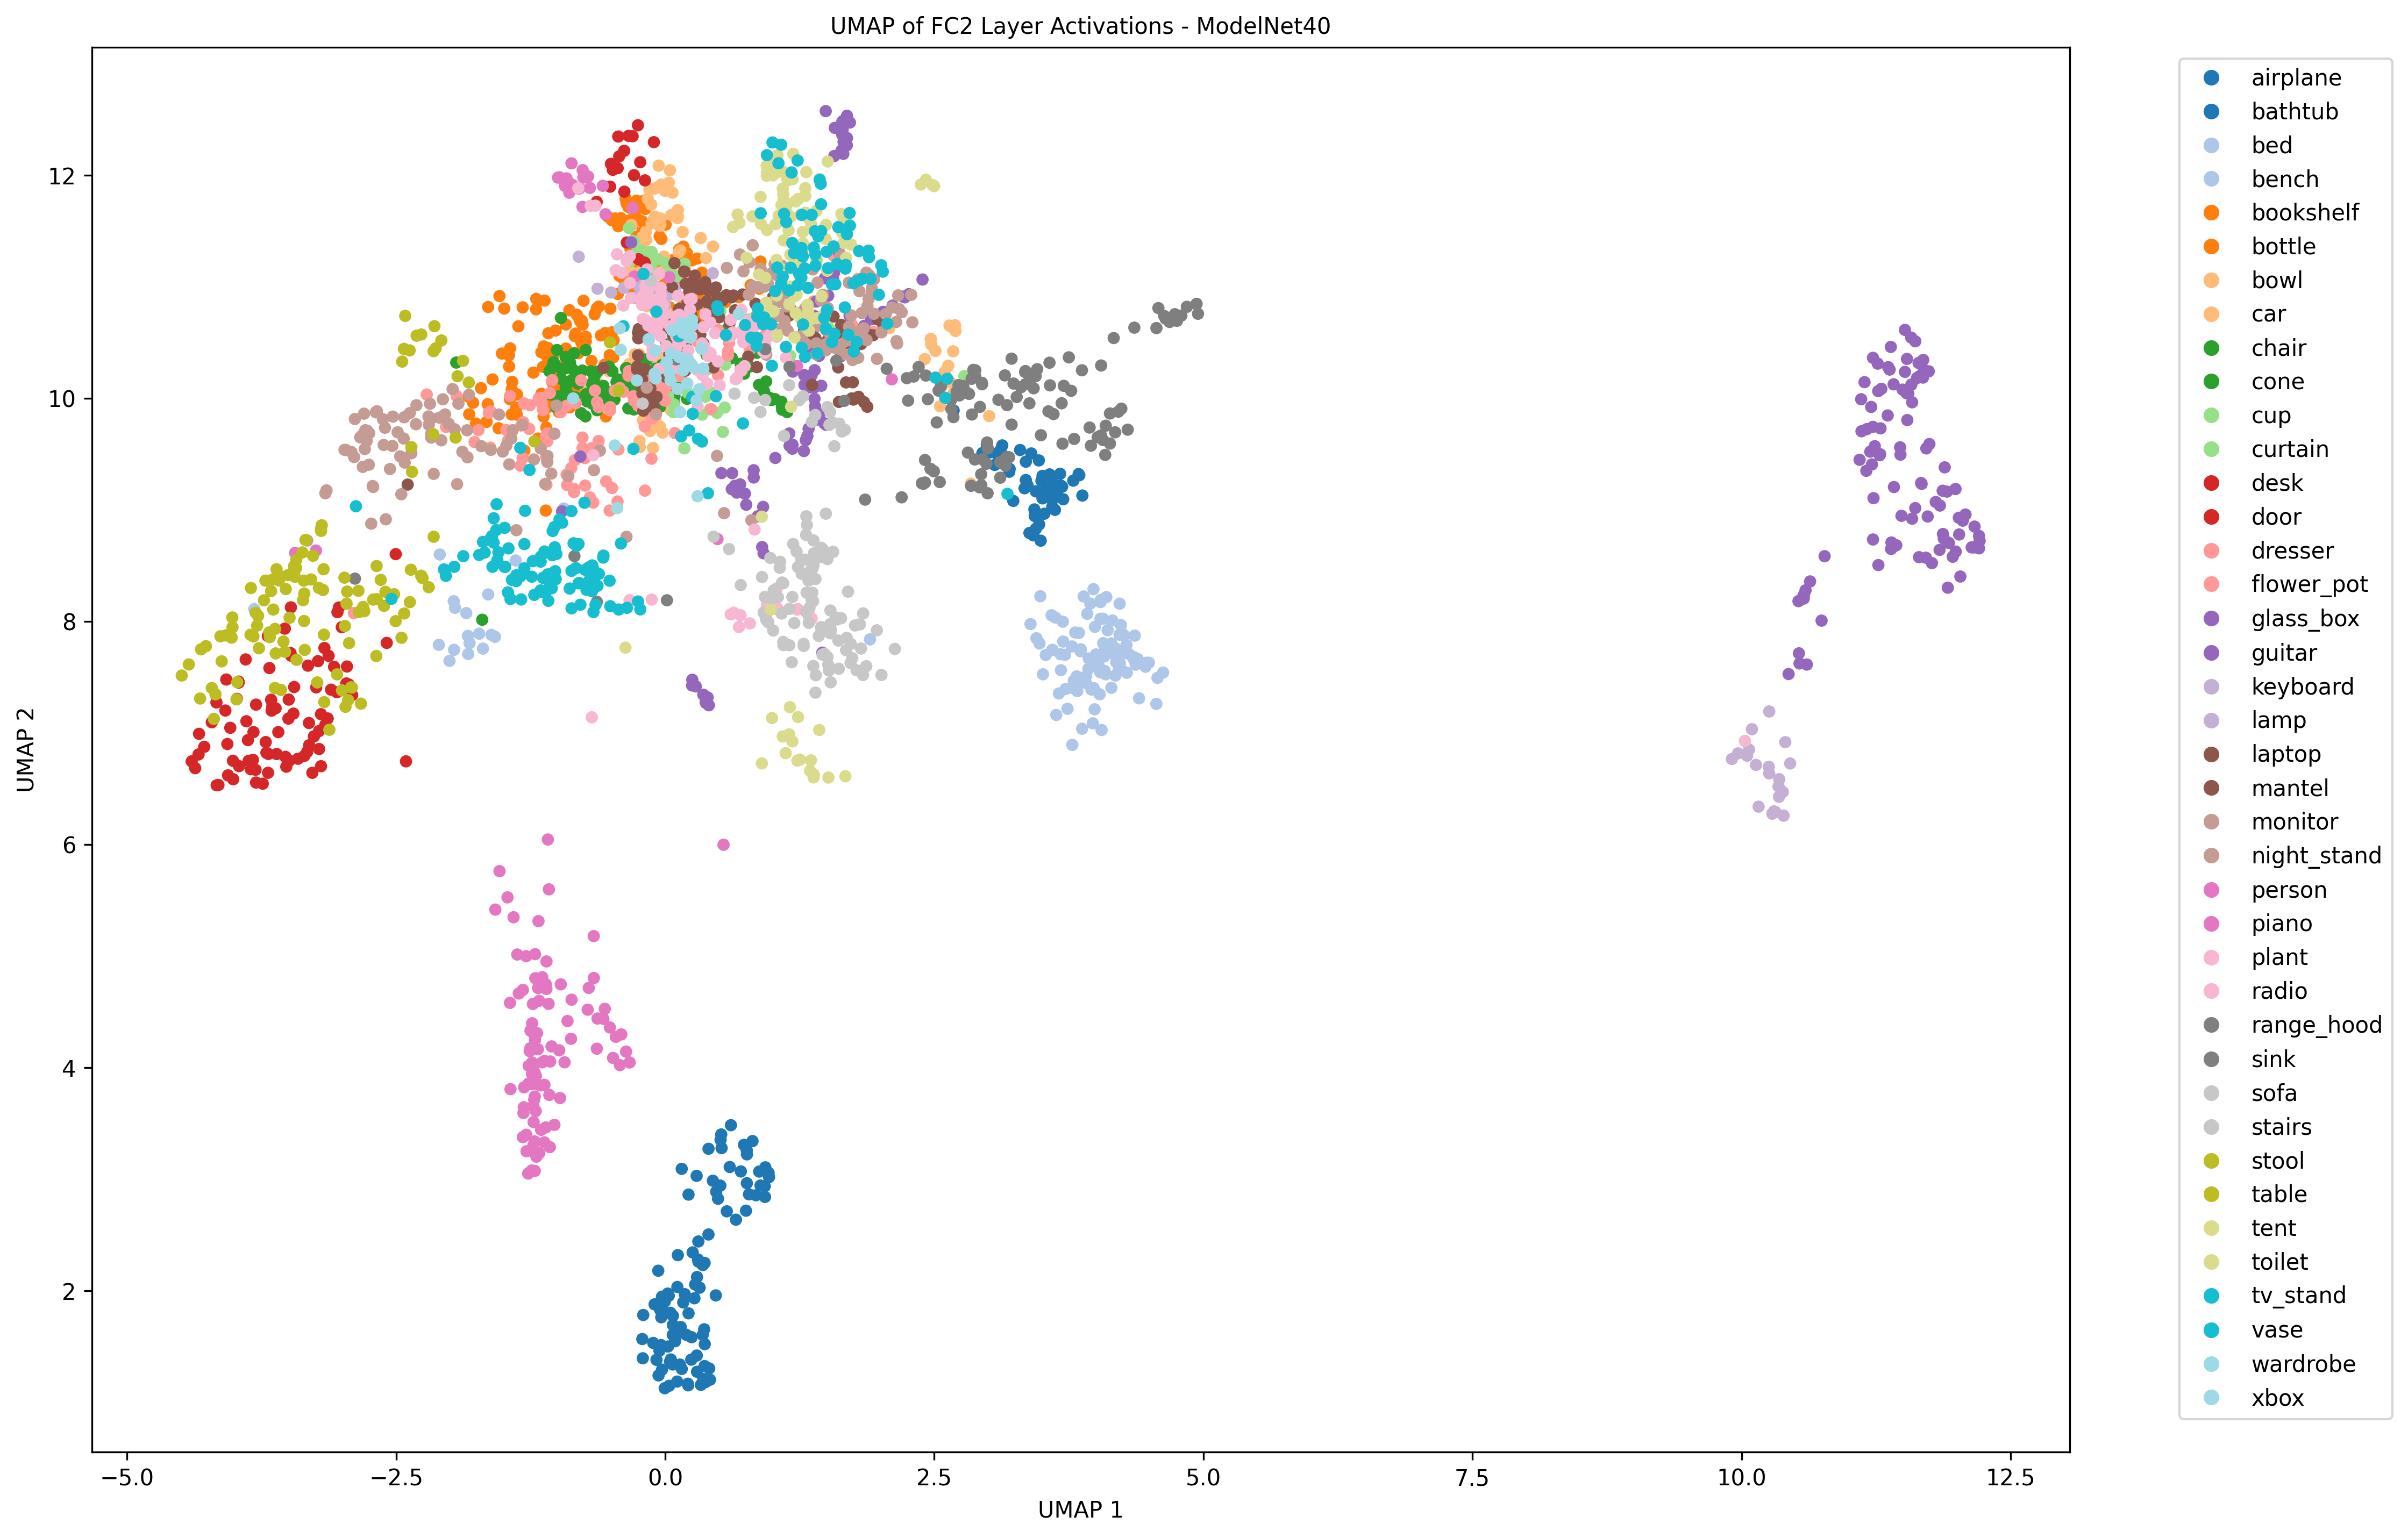 UMAP of FC2 Layer Activations - ModelNet40
UMAP 2
12
10
8
6
4
2
−5.0
−2.5
0.0
2.5
5.0
7.5
10.0
12.5
UMAP 1
airplane
bathtub
bed
bench
bookshelf
bottle
bowl
car
chair
cone
cup
curtain
desk
door
dresser
flower_pot
glass_box
guitar
keyboard
lamp
laptop
mantel
monitor
night_stand
person
piano
plant
radio
range_hood
sink
sofa
stairs
stool
table
tent
toilet
tv_stand
vase
wardrobe
xbox